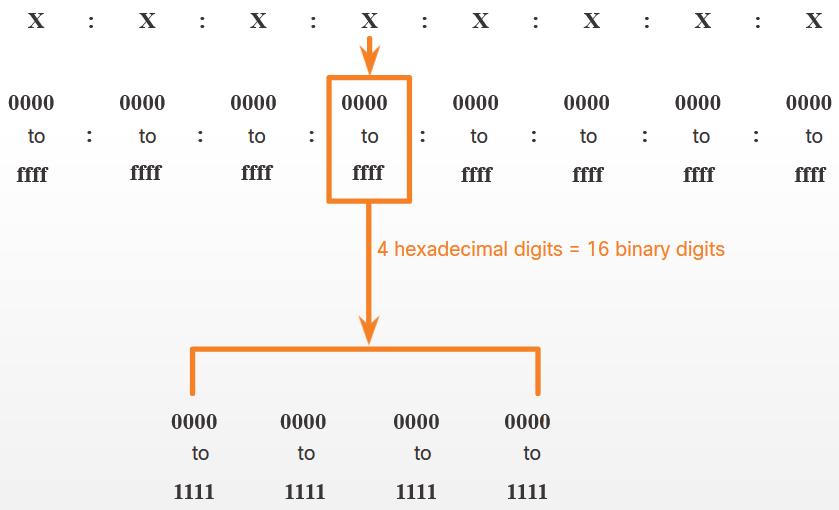 X : X : X : X : X : X : X : X
0000 0000 0000 0000 0000 0000 0000 0000
to : to : to : to : to : to : to : to
ffff ffff ffff ffff ffff ffff ffff ffff
4 hexadecimal digits = 16 binary digits
0000 0000 0000 0000
to to to to
1111 1111 1111 1111